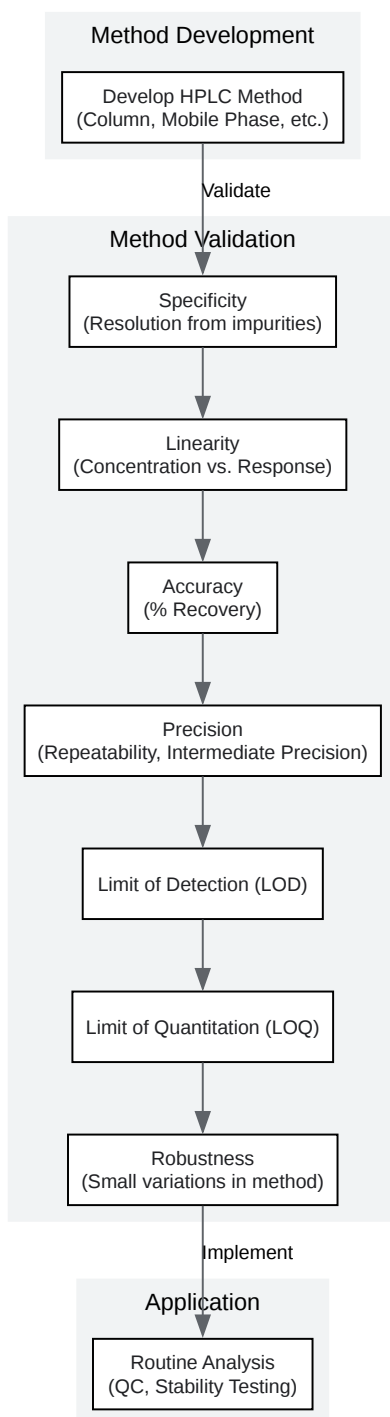 Method Development
Develop HPLC Method
(Column, Mobile Phase, etc.)
Validate
Method Validation
Specificity
(Resolution from impurities)
Linearity
(Concentration vs. Response)
Accuracy
(% Recovery)
Precision
(Repeatability, Intermediate Precision)
Limit of Detection (LOD)
Limit of Quantitation (LOQ)
Robustness
(Small variations in method)
Implement
Application
Routine Analysis
(QC, Stability Testing)